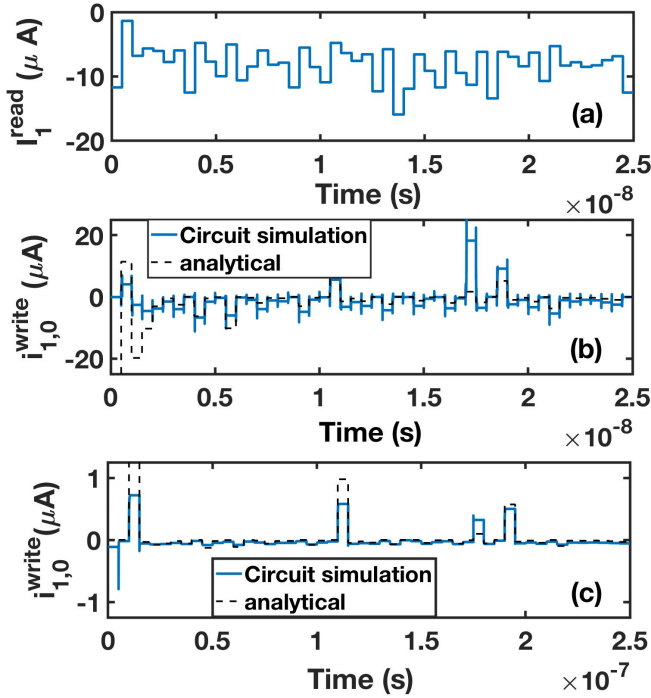 0
-10
-20
I₁^read (μ A)
(a)
0 0.5 1 1.5 2 2.5
Time (s)
×10⁻⁸
20
0
-20
i₁,₀^write (μA)
Circuit simulation
analytical
(b)
0 0.5 1 1.5 2 2.5
Time (s)
×10⁻⁸
1
0
-1
i₁,₀^write (μA)
Circuit simulation
analytical
(c)
0 0.5 1 1.5 2 2.5
Time (s)
×10⁻⁷